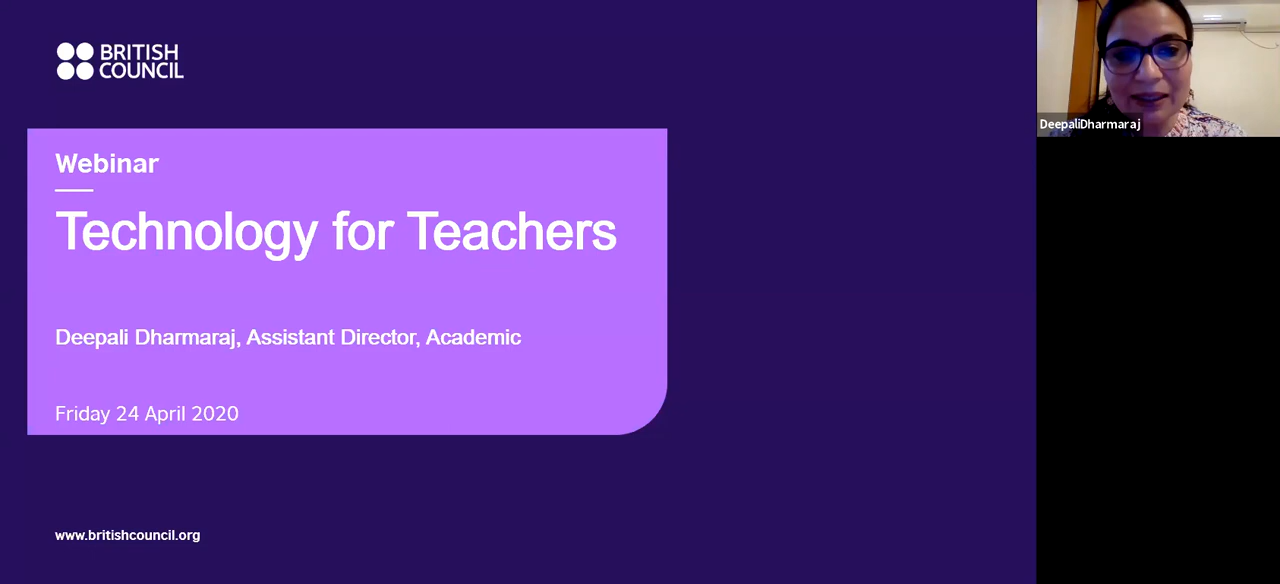 BRITISH
COUNCIL
Webinar
Technology for Teachers
Deepali Dharmaraj, Assistant Director, Academic
Friday 24 April 2020
www.britishcouncil.org
DeepaliDharmaraj